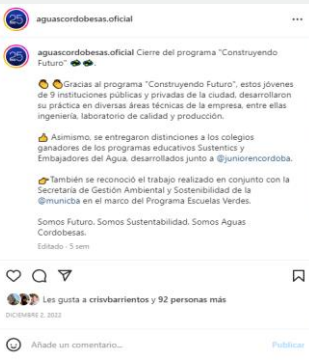 25
aguascordobesas.oficial
25
aguascordobesas.oficial Cierre del programa "Construyendo
Futuro"
Gracias al programa "Construyendo Futuro", estos jóvenes
de 9 instituciones públicas y privadas de la ciudad, desarrollaron
su práctica en diversas áreas técnicas de la empresa, entre ellas
ingeniería, laboratorio de calidad y producción.
Asimismo, se entregaron distinciones a los colegios
ganadores de los programas educativos Sustentics y
Embajadores del Agua, desarrollados junto a @juniorencordoba.
También se reconoció el trabajo realizado en conjunto con la
Secretaría de Gestión Ambiental y Sostenibilidad de la
@municba en el marco del Programa Escuelas Verdes.
Somos Futuro. Somos Sustentabilidad. Somos Aguas
Cordobesas.
Editado · 5 sem
Les gusta a crisvbarrientos y 92 personas más
DICIEMBRE 2, 2022
Añade un comentario...
Publicar